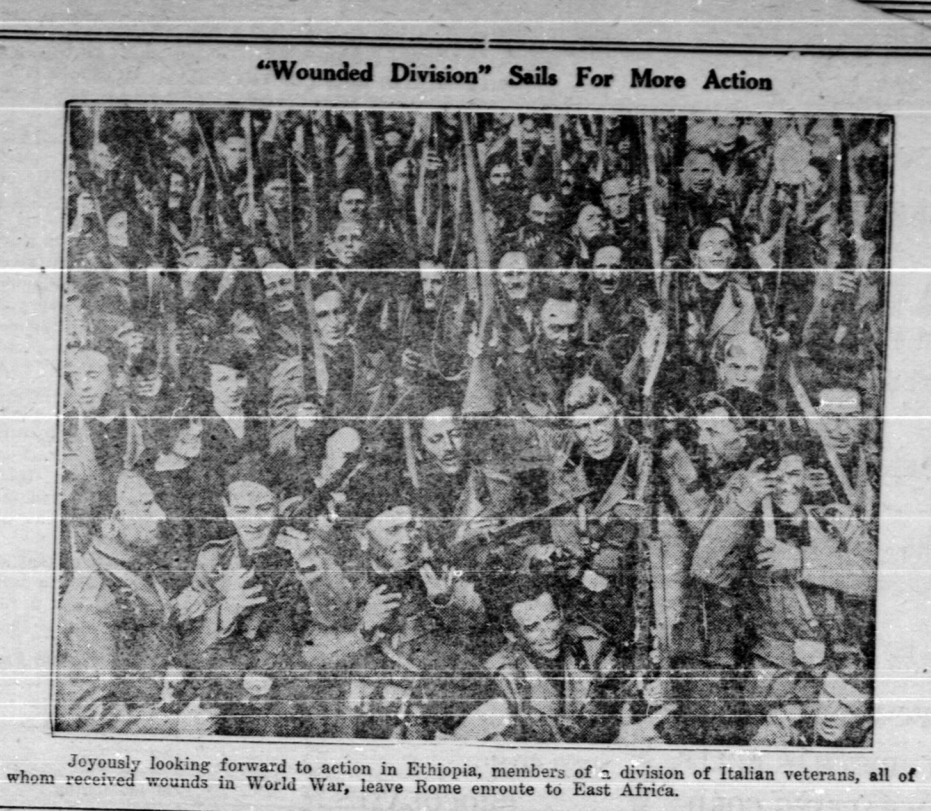 "Wounded Division" Sails For More Action
Joyously looking forward to action in Ethiopia, members of a division of Italian veterans, all of
whom received wounds in World War, leave Rome enroute to East Africa.